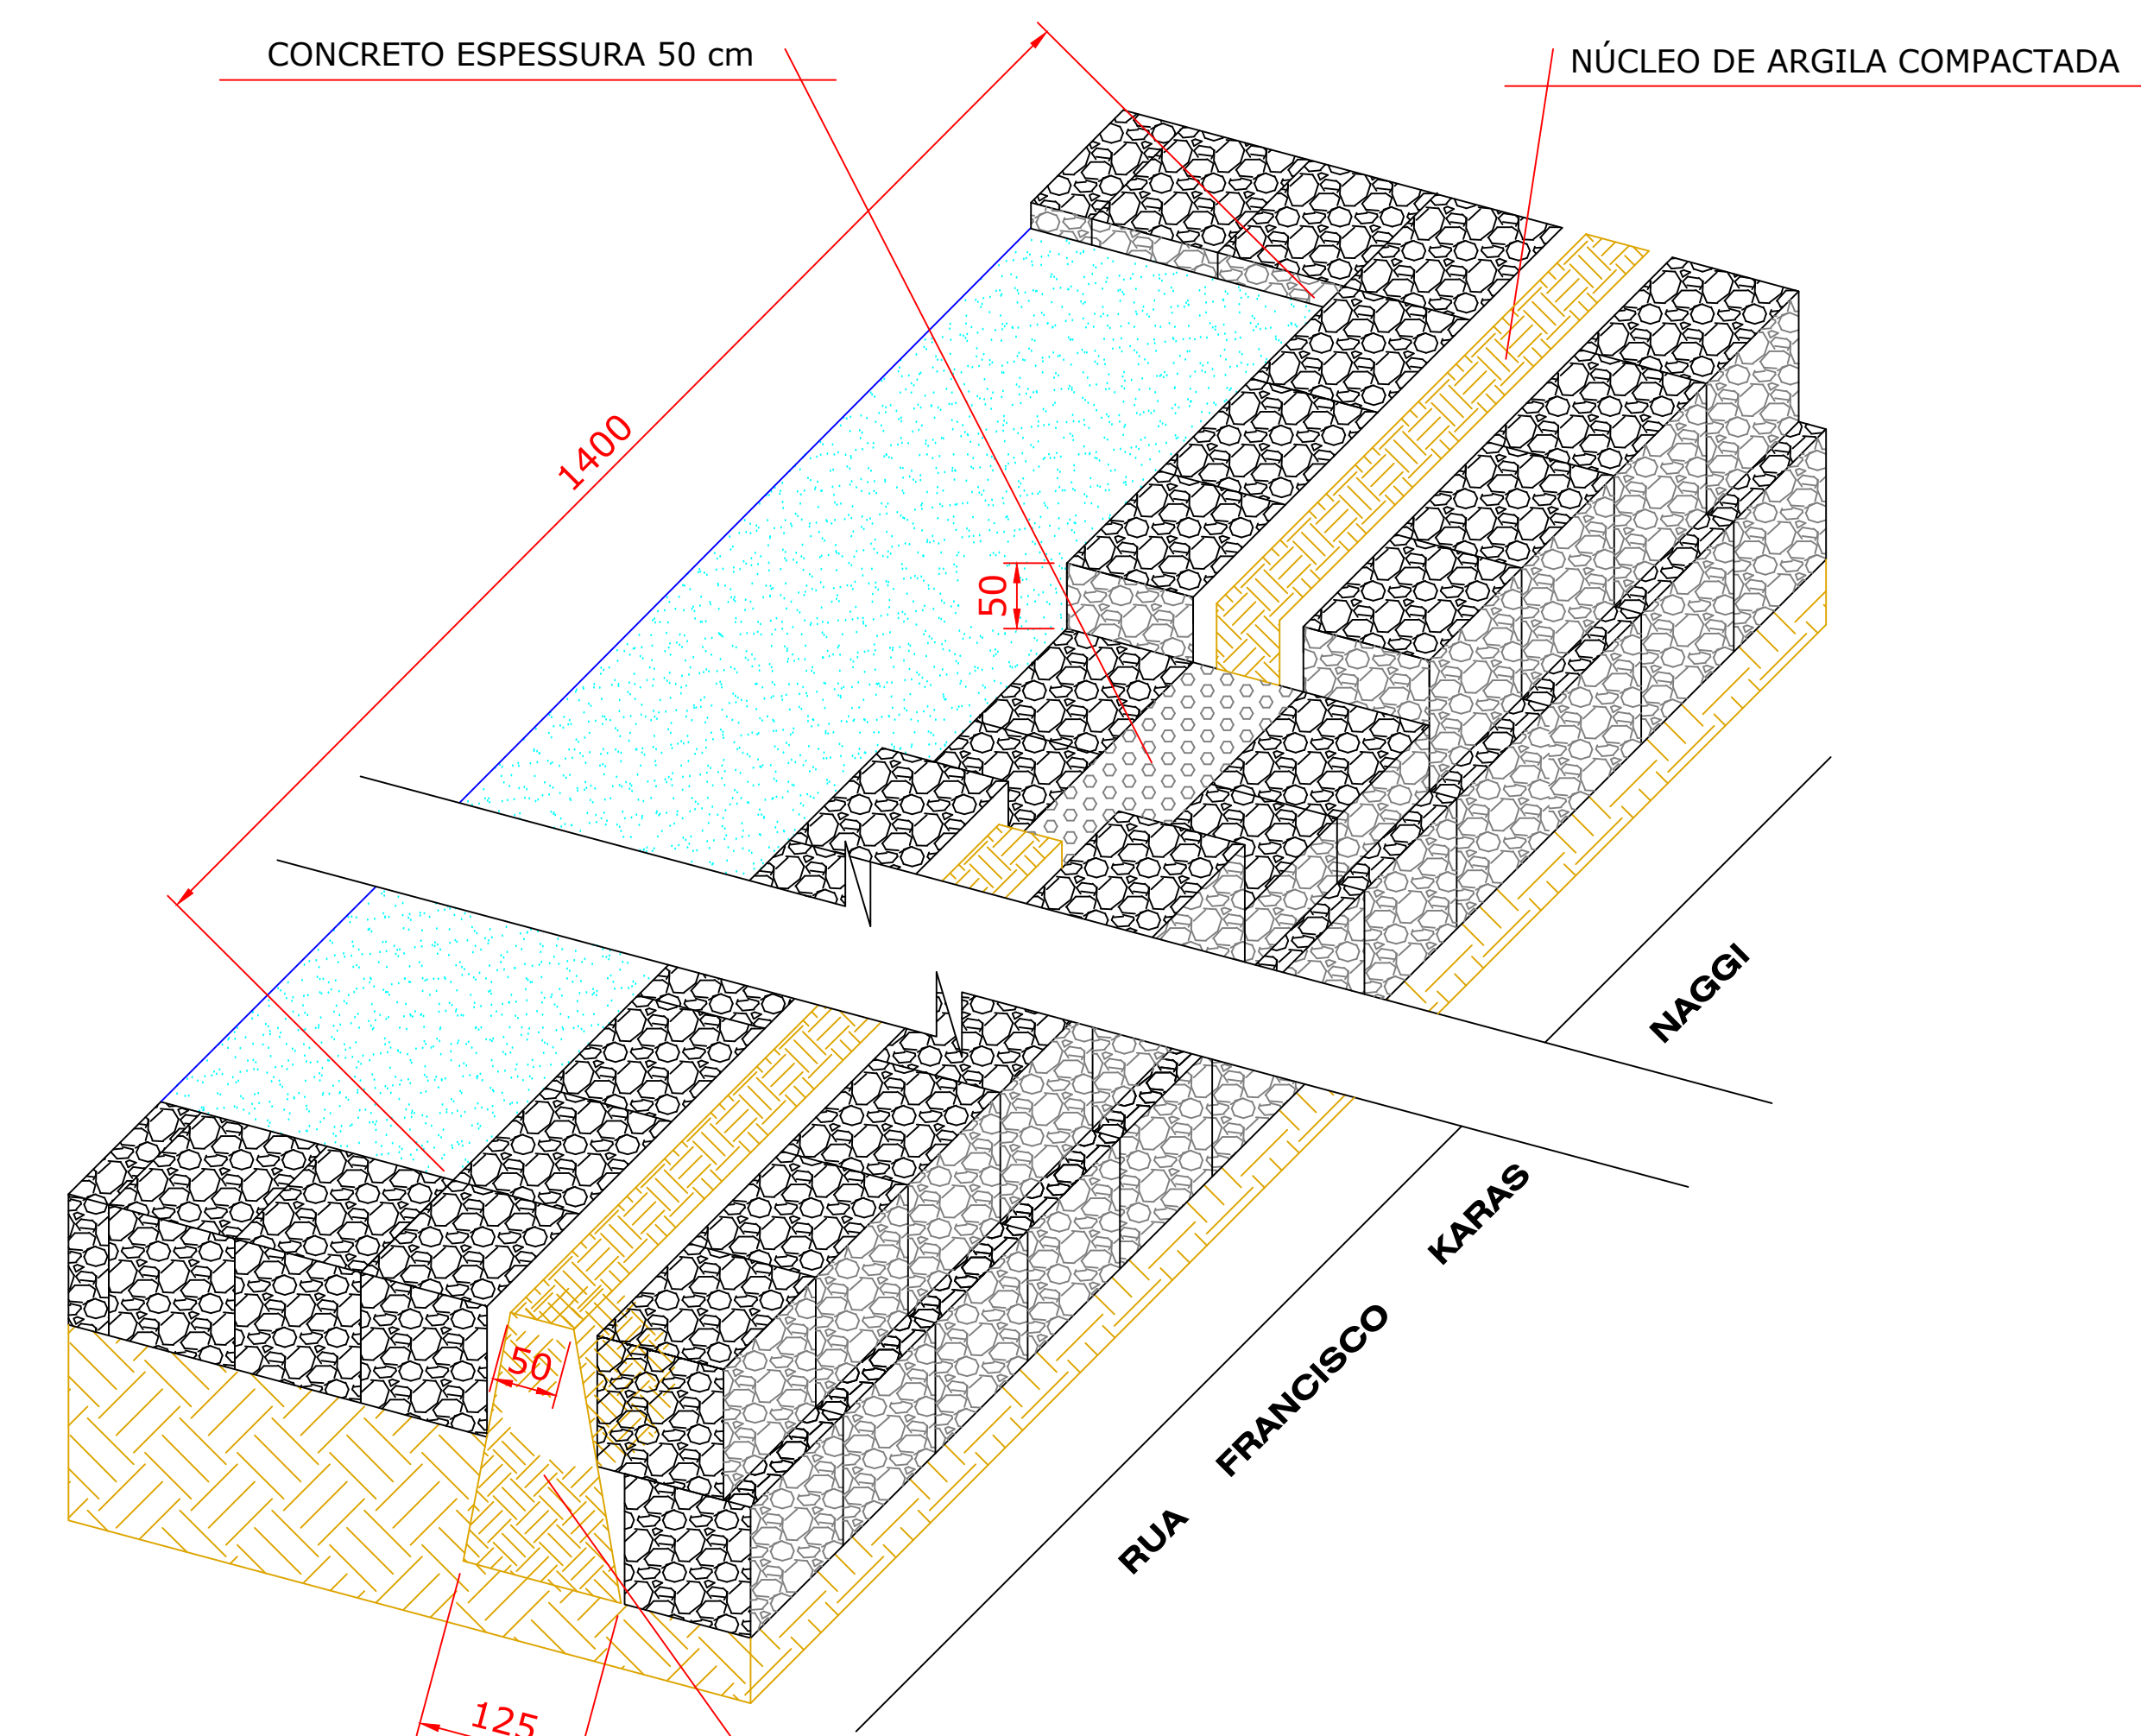 CONCRETO ESPESSURA 50 cm
NÚCLEO DE ARGILA COMPACTADA
1400
50
50
125
RUA FRANCISCO KARAS NAGGI